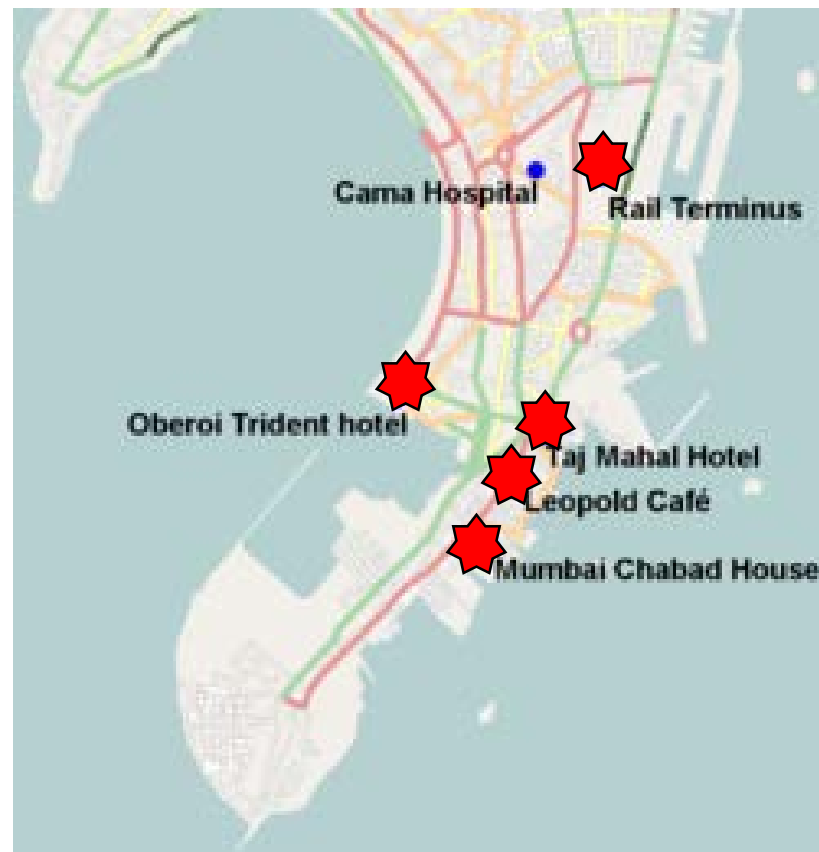 Cama Hospital
Rail Terminus
Oberoi Trident hotel
Taj Mahal Hotel
Leopold Café
Mumbai Chabad House